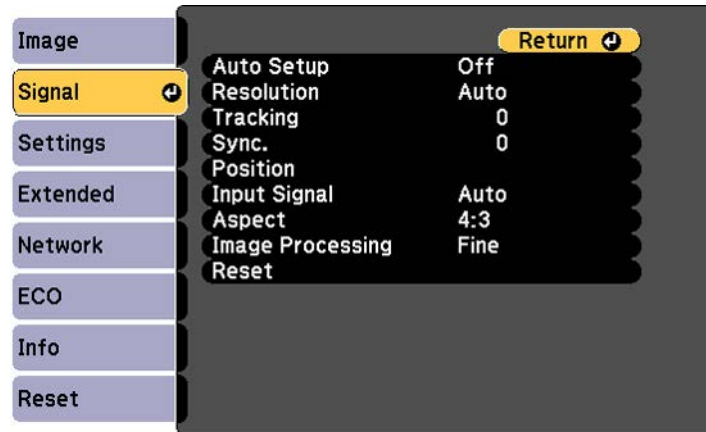 Image
Signal
Settings
Extended
Network
ECO
Info
Reset
Return
Auto Setup Off
Resolution Auto
Tracking 0
Sync. 0
Position
Input Signal Auto
Aspect 4:3
Image Processing Fine
Reset